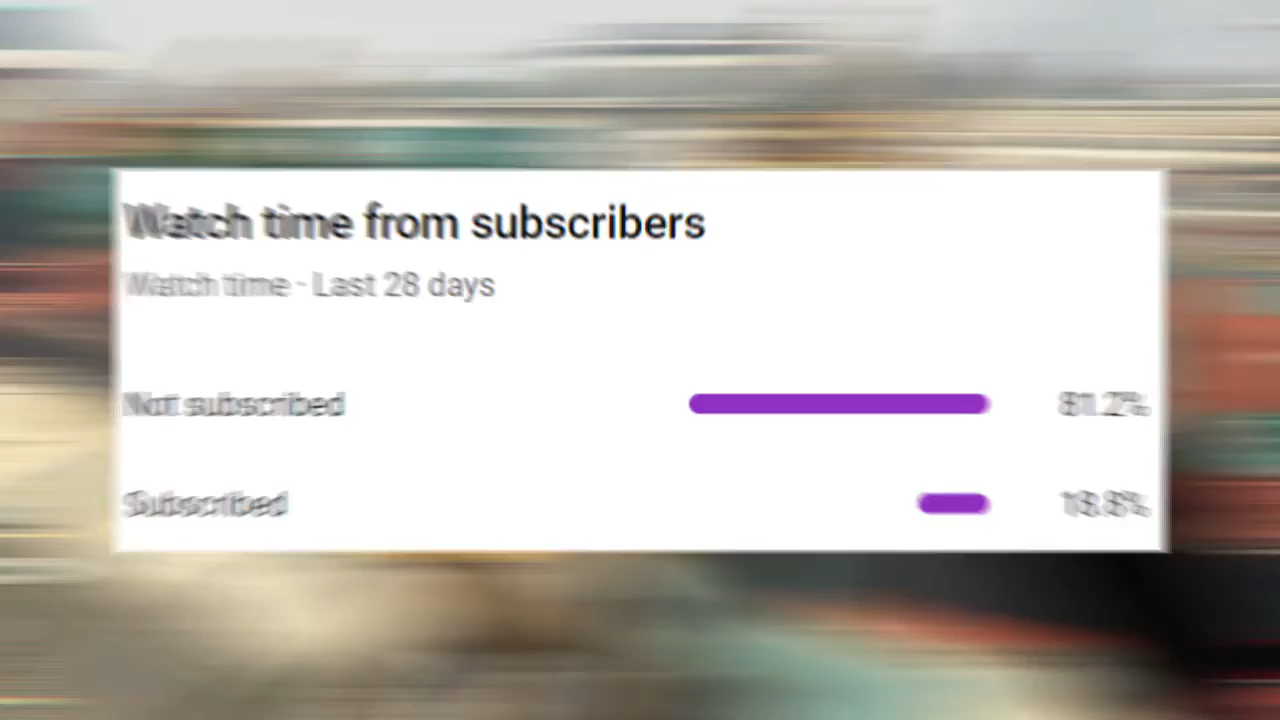 Watch time from subscribers
Watch time · Last 28 days
Not subscribed
81.2%
Subscribed
18.8%